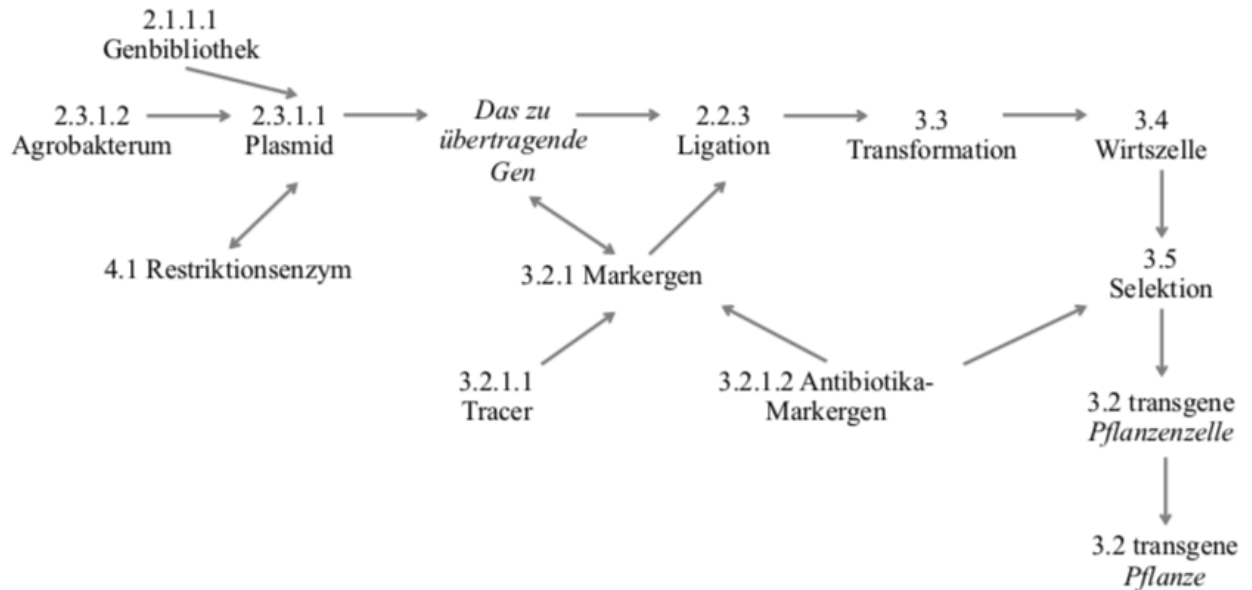 2.1.1.1
Genbibliothek
2.3.1.2
Agrobakterum
2.3.1.1
Plasmid
Das zu
übertragende
Gen
2.2.3
Ligation
3.3
Transformation
3.4
Wirtszelle
4.1 Restriktionsenzym
3.2.1 Markergen
3.5
Selektion
3.2.1.1
Tracer
3.2.1.2 Antibiotika-
Markergen
3.2 transgene
Pflanzenzelle
3.2 transgene
Pflanze